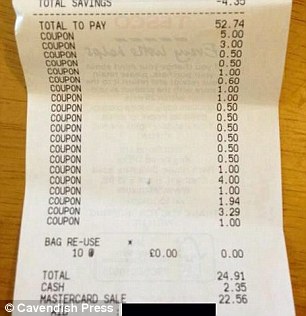 TOTAL SAVINGS -4.35
TOTAL TO PAY 52.74
COUPON 5.00
COUPON 3.00
COUPON 0.50
COUPON 0.50
COUPON 1.00
COUPON 0.60
COUPON 1.00
COUPON 1.00
COUPON 0.50
COUPON 0.50
COUPON 0.50
COUPON 0.50
COUPON 0.50
COUPON 0.50
COUPON 1.00
COUPON 4.00
COUPON 1.00
COUPON 1.94
COUPON 3.29
COUPON 1.00
BAG RE-USE *
10 @ £0.00 0.00
TOTAL 24.91
CASH 2.35
MASTERCARD SALE 22.56
© Cavendish Press